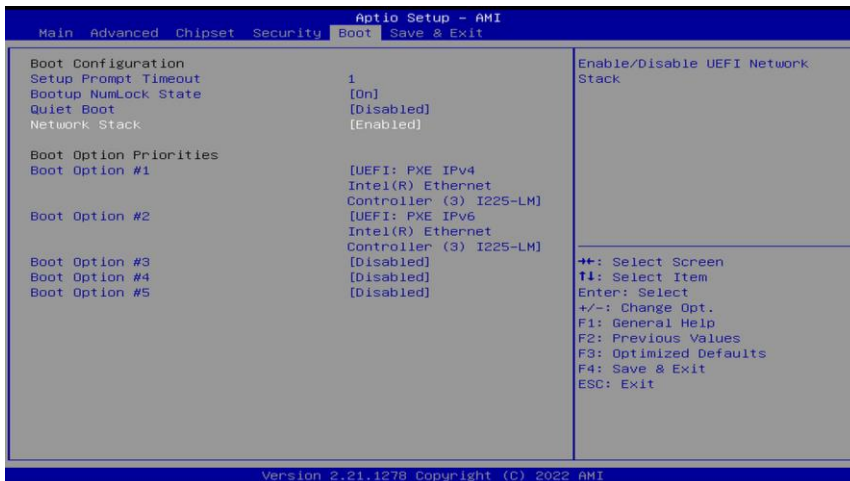 Aptio Setup – AMI
Main Advanced Chipset Security Boot Save & Exit
Boot Configuration
Setup Prompt Timeout 1
Bootup NumLock State [On]
Quiet Boot [Disabled]
Network Stack [Enabled]
Boot Option Priorities
Boot Option #1 [UEFI: PXE IPv4
Intel(R) Ethernet
Controller (3) I225-LM]
Boot Option #2 [UEFI: PXE IPv6
Intel(R) Ethernet
Controller (3) I225-LM]
Boot Option #3 [Disabled]
Boot Option #4 [Disabled]
Boot Option #5 [Disabled]
Enable/Disable UEFI Network
Stack
→←: Select Screen
↑↓: Select Item
Enter: Select
+/-: Change Opt.
F1: General Help
F2: Previous Values
F3: Optimized Defaults
F4: Save & Exit
ESC: Exit
Version 2.21.1278 Copyright (C) 2022 AMI